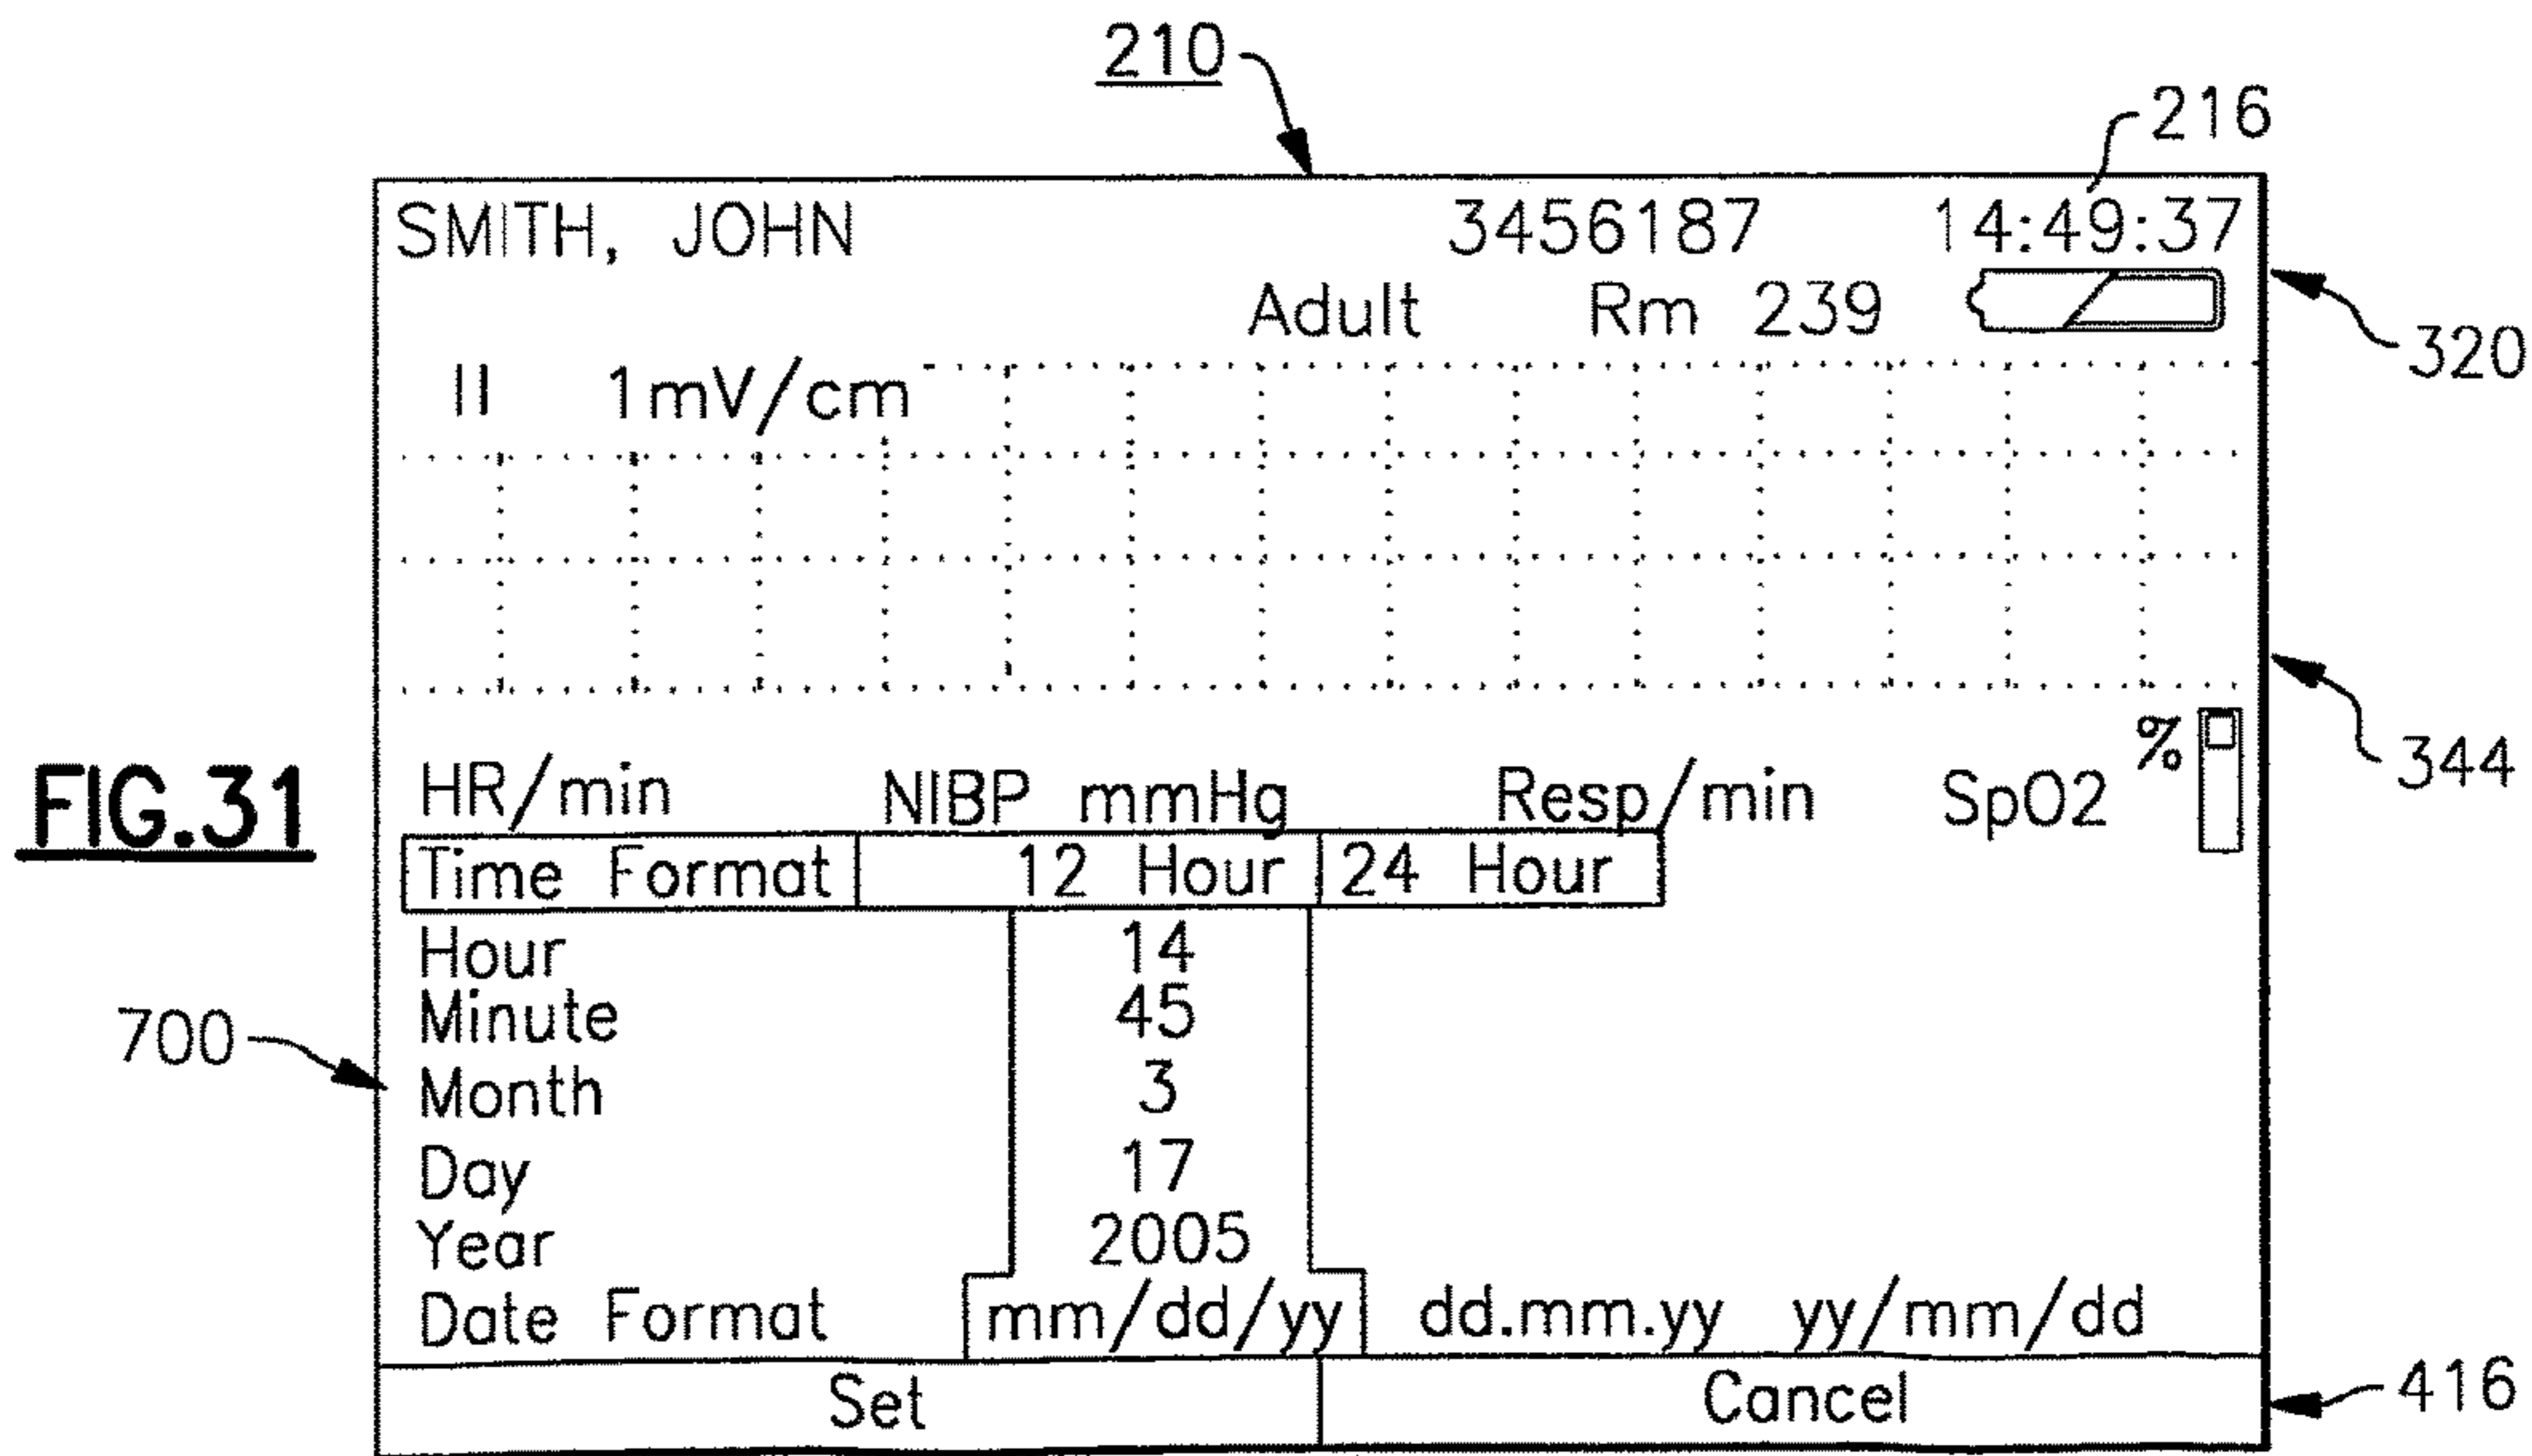 210
216
SMITH, JOHN 3456187 14:49:37
Adult Rm 239
320
II 1mV/cm
344
%
HR/min NIBP mmHg Resp/min SpO2
FIG.31
Time Format 12 Hour 24 Hour
Hour 14
Minute 45
700
Month 3
Day 17
Year 2005
Date Format mm/dd/yy dd.mm.yy yy/mm/dd
Set Cancel
416